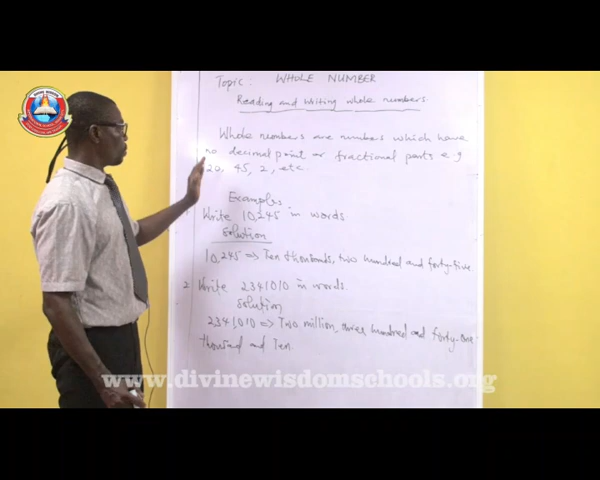 Topic: WHOLE NUMBER
Reading and Writing whole numbers.
Whole numbers are numbers which have
no decimal point or fractional parts e.g
20, 45, 2, etc.
Examples
1 Write 10,245 in words
Solution
10,245 => Ten thousands, two hundred and forty-five
2 Write 2341010 in words.
Solution
2341010 => Two million, three hundred and forty-one
thousand and Ten
www.divinewisdomschools.org